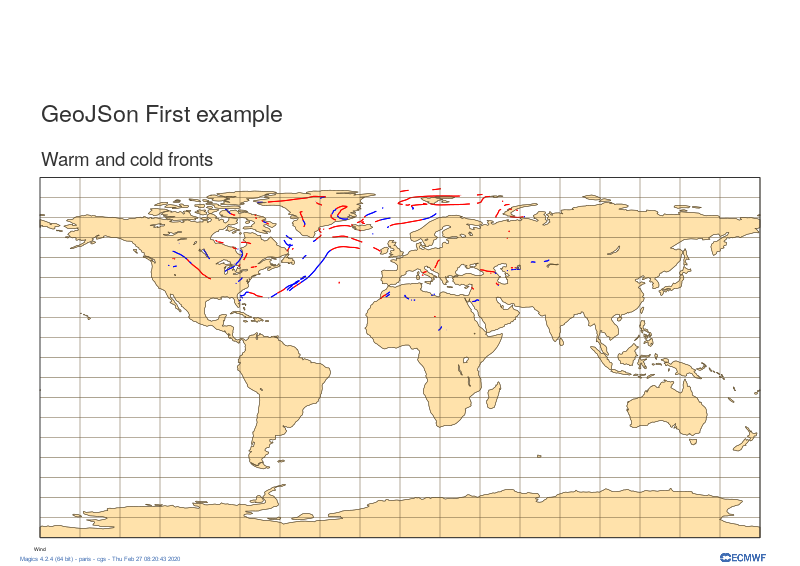 GeoJSon First example
Warm and cold fronts
Wind
Magics 4.2.4 (64 bit) - paris - cgs - Thu Feb 27 08:20:43 2020
ECMWF